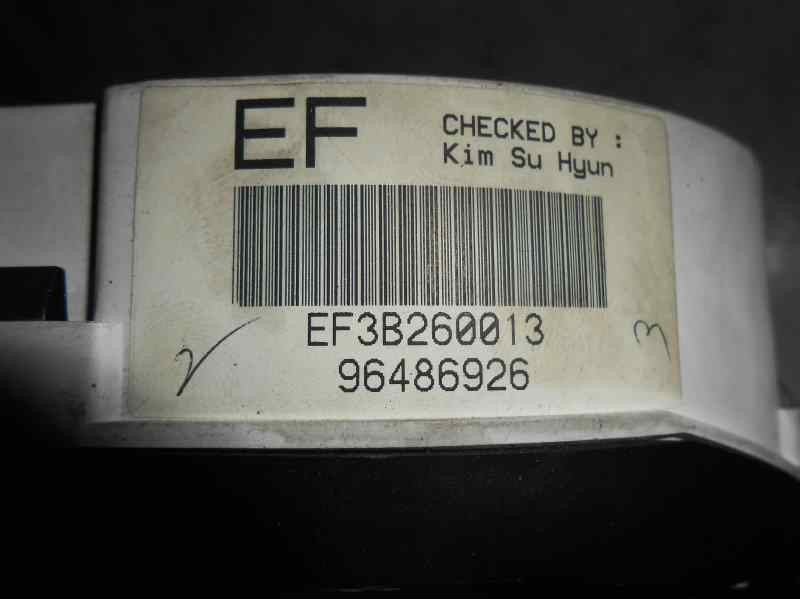 EF
CHECKED BY :
Kim Su Hyun
EF3B260013
96486926